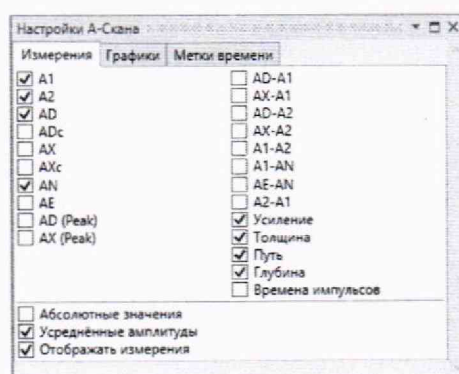 Настройки А-Скана
Измерения Графики Метки времени
A1
A2
AD
ADc
AX
AXc
AN
AE
AD (Peak)
AX (Peak)
AD-A1
AX-A1
AD-A2
AX-A2
A1-A2
A1-AN
AE-AN
A2-A1
Усиление
Толщина
Путь
Глубина
Времена импульсов
Абсолютные значения
Усреднённые амплитуды
Отображать измерения